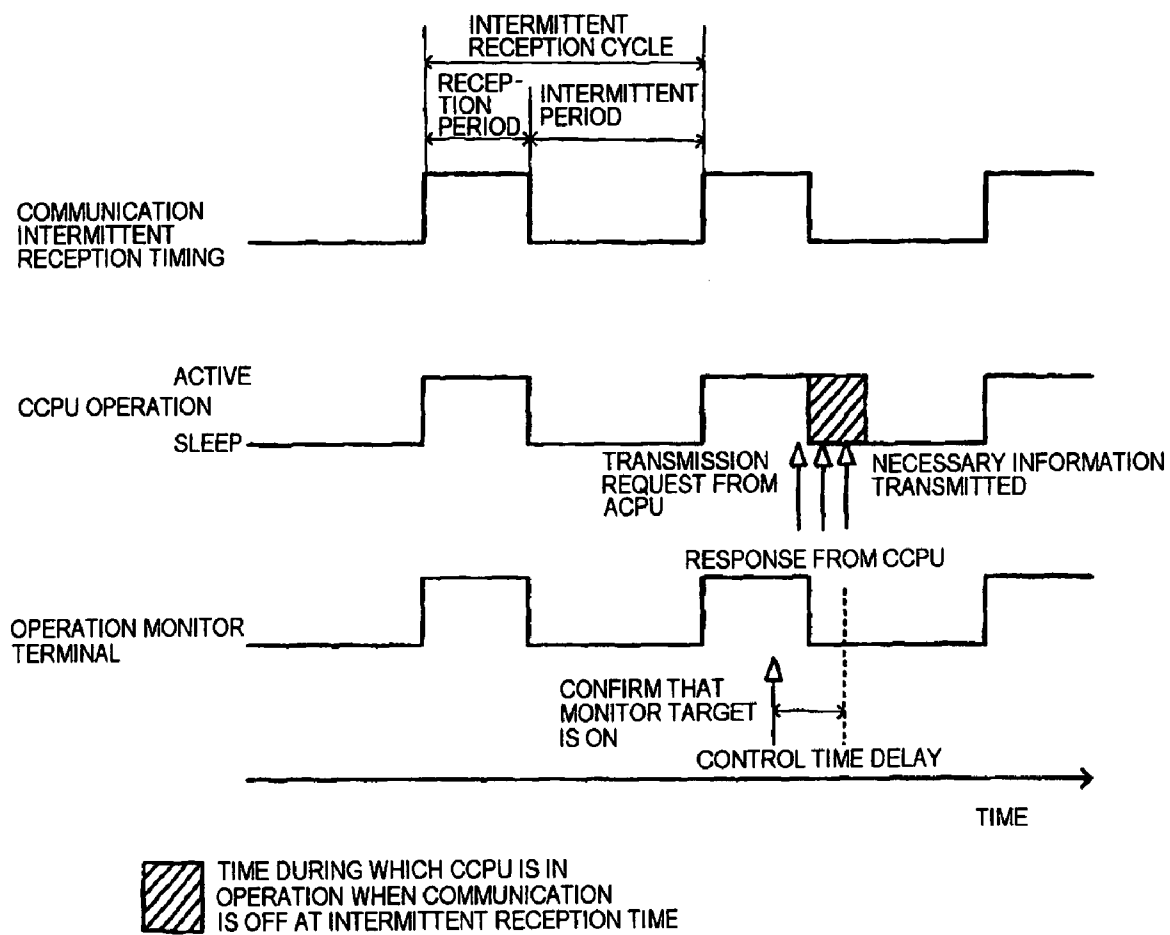 INTERMITTENT
RECEPTION CYCLE
RECEP-
TION
PERIOD
INTERMITTENT
PERIOD
COMMUNICATION
INTERMITTENT
RECEPTION TIMING
ACTIVE
CCPU OPERATION
SLEEP
TRANSMISSION
REQUEST FROM
ACPU
NECESSARY INFORMATION
TRANSMITTED
RESPONSE FROM CCPU
OPERATION MONITOR
TERMINAL
CONFIRM THAT
MONITOR TARGET
IS ON
CONTROL TIME DELAY
TIME
TIME DURING WHICH CCPU IS IN
OPERATION WHEN COMMUNICATION
IS OFF AT INTERMITTENT RECEPTION TIME